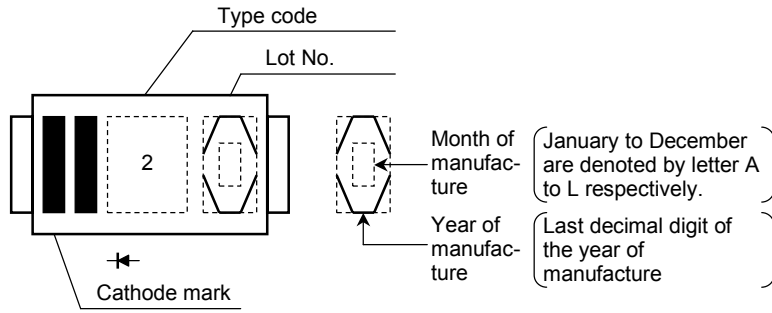 Type code
Lot No.
2
Month of
manufac-
ture
January to December
are denoted by letter A
to L respectively.
Year of
manufac-
ture
Last decimal digit of
the year of
manufacture
Cathode mark